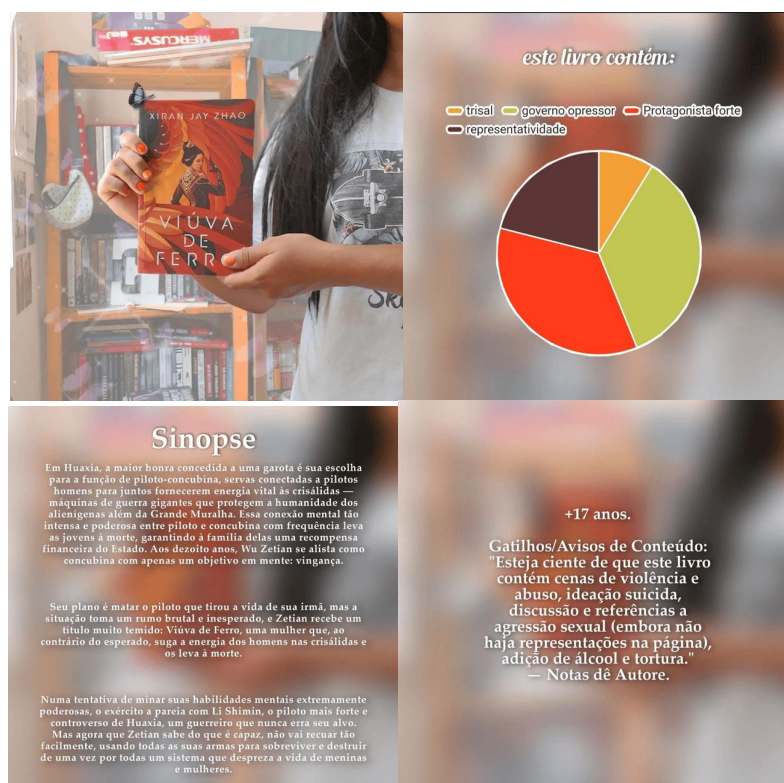 MERCUSYS
XIRAN JAY ZHAO
VIÚVA
DE
FERRO
este livro contém:
trisal governo opressor Protagonista forte
representatividade
Sinopse
Em Huaxia, a maior honra concedida a uma garota é sua escolha
para a função de piloto-concubina, servas conectadas a pilotos
homens para juntos fornecerem energia vital às crisálidas —
máquinas de guerra gigantes que protegem a humanidade dos
alienígenas além da Grande Muralha. Essa conexão mental tão
intensa e poderosa entre piloto e concubina com frequência leva
as jovens à morte, garantindo à família delas uma recompensa
financeira do Estado. Aos dezoito anos, Wu Zetian se alista como
concubina com apenas um objetivo em mente: vingança.
Seu plano é matar o piloto que tirou a vida de sua irmã, mas a
situação toma um rumo brutal e inesperado, e Zetian recebe um
título muito temido: Viúva de Ferro, uma mulher que, ao
contrário do esperado, suga a energia dos homens nas crisálidas e
os leva à morte.
Numa tentativa de minar suas habilidades mentais extremamente
poderosas, o exército a pareia com Li Shimin, o piloto mais forte e
controverso de Huaxia, um guerreiro que nunca erra seu alvo.
Mas agora que Zetian sabe do que é capaz, não vai recuar tão
facilmente, usando todas as suas armas para sobreviver e destruir
de uma vez por todas um sistema que despreza a vida de meninas
e mulheres.
+17 anos.
Gatilhos/Avisos de Conteúdo:
"Esteja ciente de que este livro
contém cenas de violência e
abuso, ideação suicida,
discussão e referências a
agressão sexual (embora não
haja representações na página),
adição de álcool e tortura."
— Notas dê Autore.